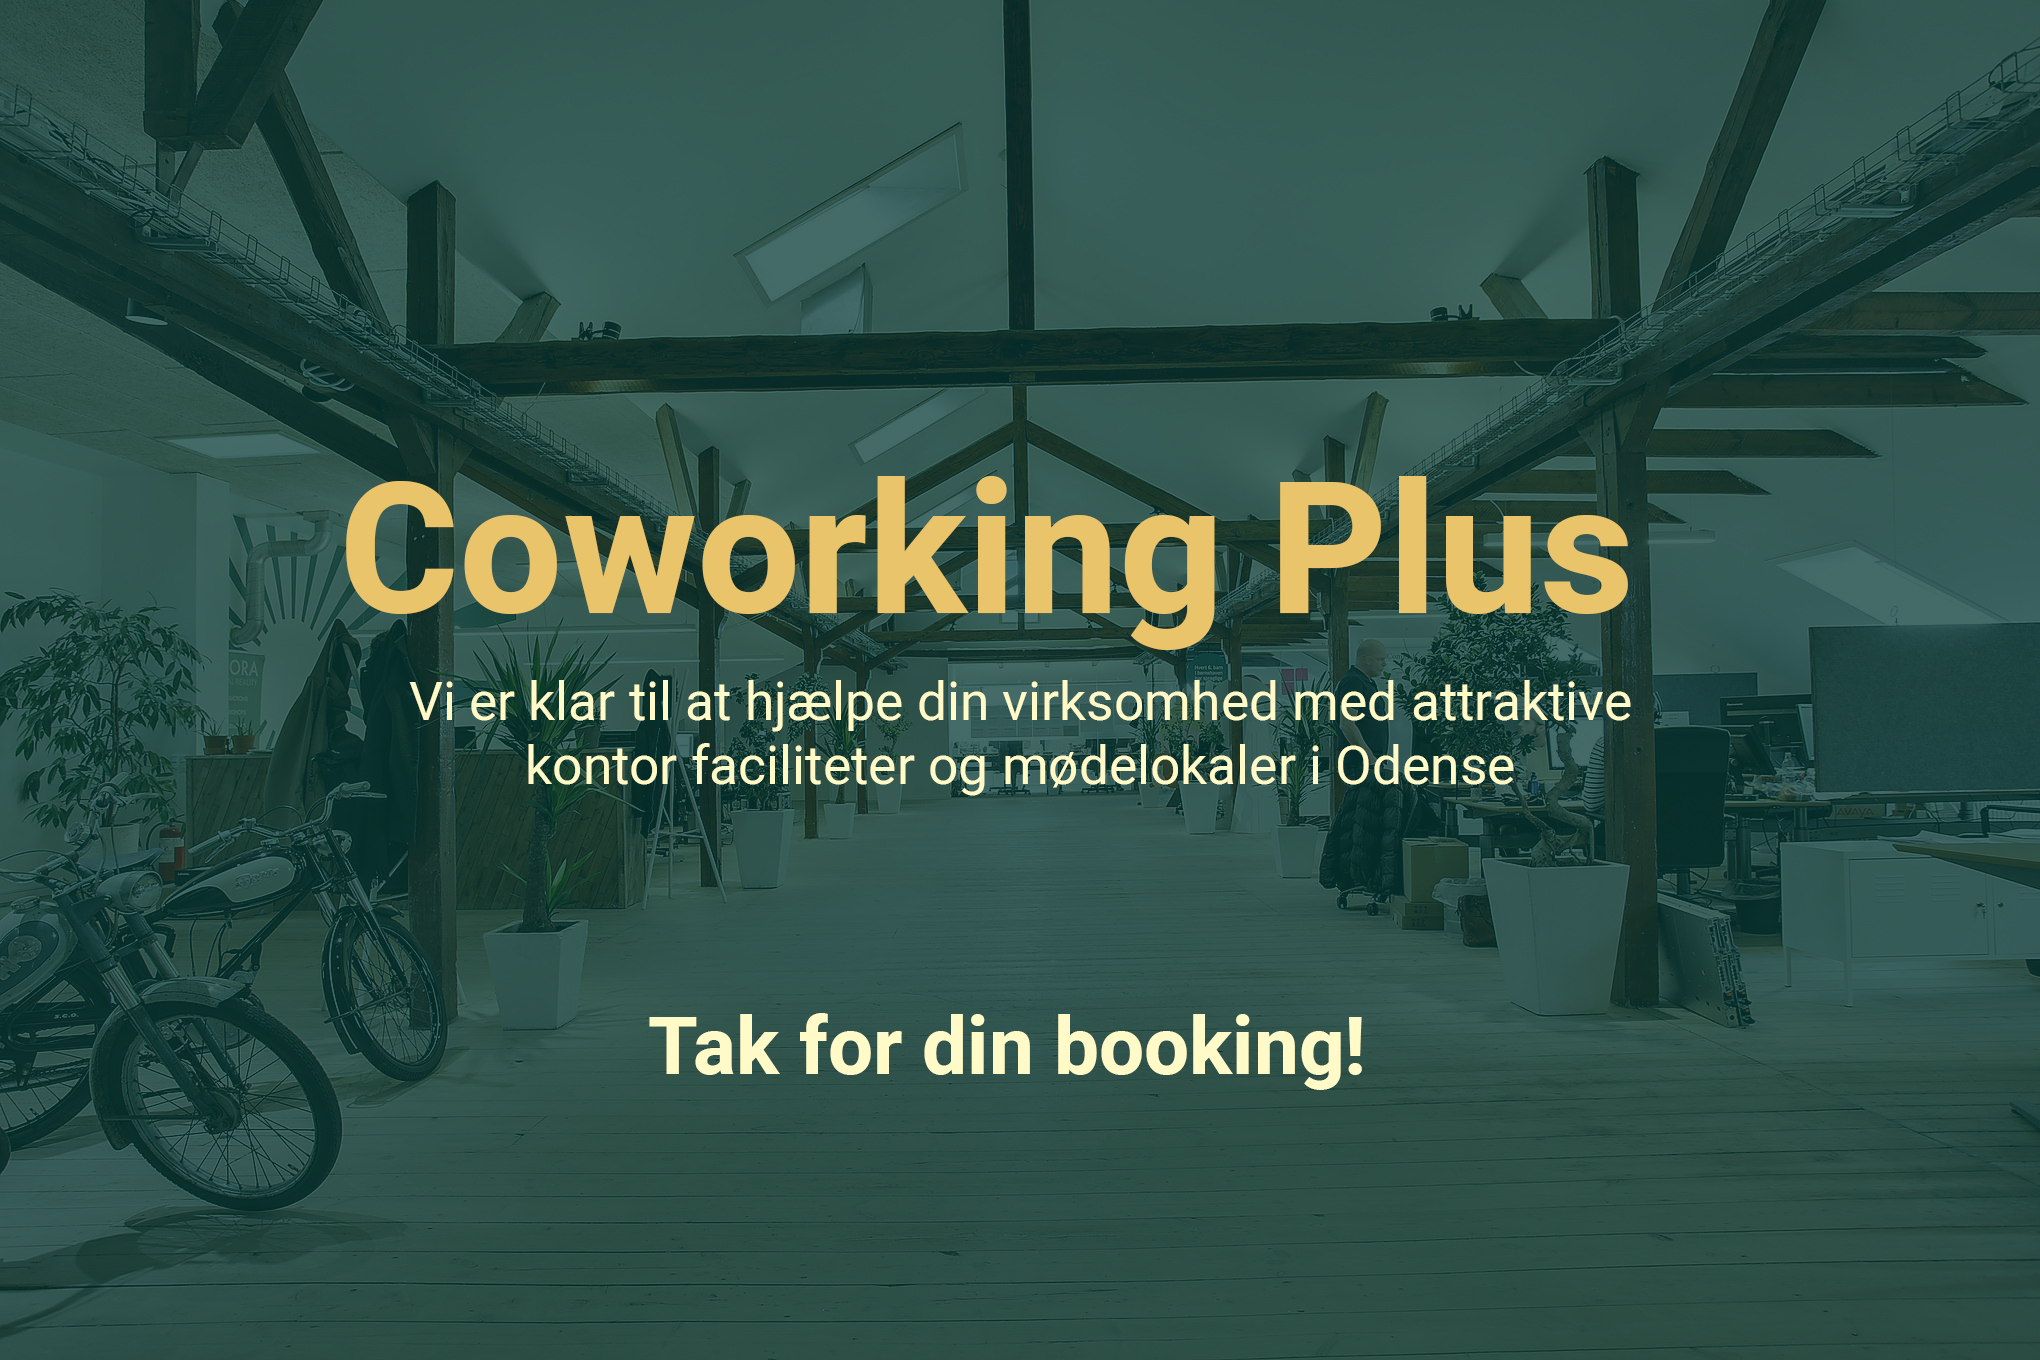 Coworking Plus
Vi er klar til at hjælpe din virksomhed med attraktive
kontor faciliteter og mødelokaler i Odense
AVAYA
Tak for din booking!